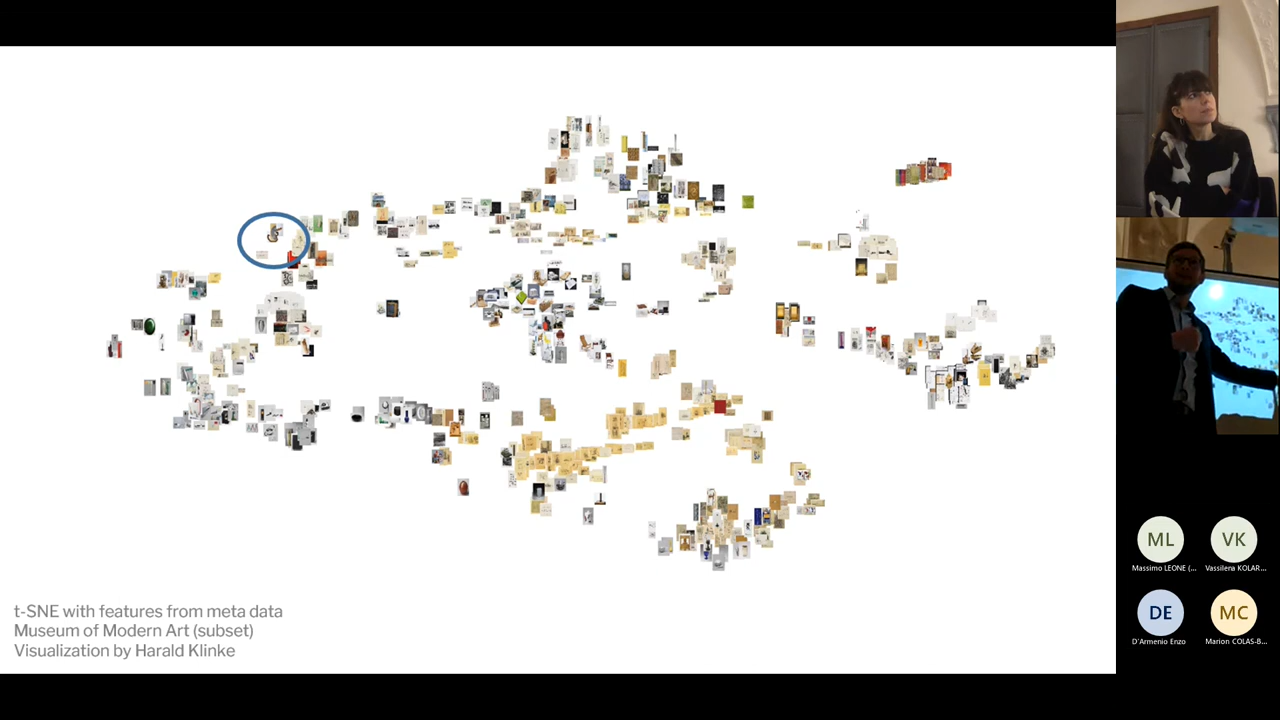 t-SNE with features from meta data
Museum of Modern Art (subset)
Visualization by Harald Klinke
ML
VK
Massimo LEONE (...
Vassilena KOLAR...
DE
MC
D'Armenio Enzo
Marion COLAS-B...